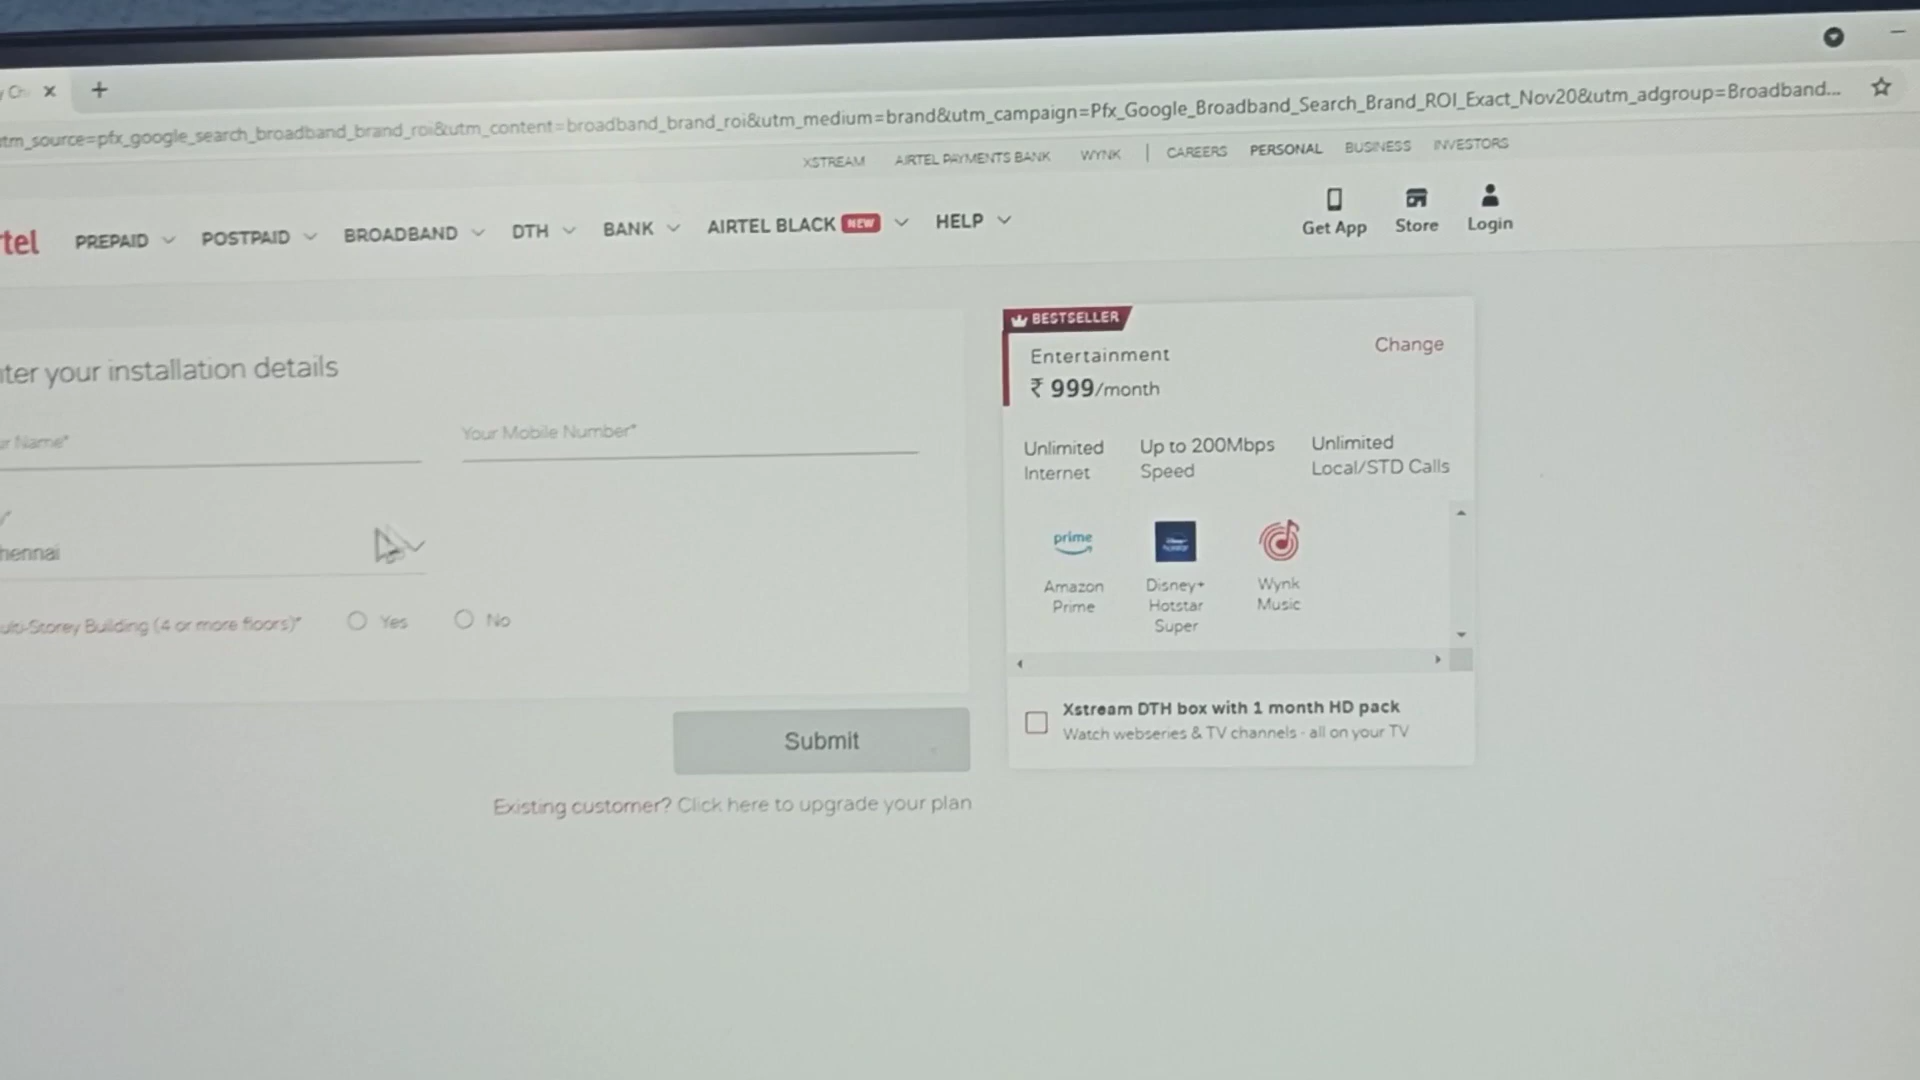 utm_source=pfx_google_search_broadband_brand_roi&utm_content=broadband_brand_roi&utm_medium=brand&utm_campaign=Pfx_Google_Broadband_Search_Brand_ROI_Exact_Nov20&utm_adgroup=Broadband...
XSTREAM AIRTEL PAYMENTS BANK WYNK | CAREERS PERSONAL BUSINESS INVESTORS
tel PREPAID POSTPAID BROADBAND DTH BANK AIRTEL BLACK NEW HELP
Get App Store Login
ter your installation details
r Name*
Your Mobile Number*
hennai
ulti-Storey Building (4 or more floors)* Yes No
Submit
Existing customer? Click here to upgrade your plan
BESTSELLER
Entertainment Change
₹ 999/month
Unlimited Internet
Up to 200Mbps Speed
Unlimited Local/STD Calls
prime
Amazon Prime
Disney+ Hotstar Super
Wynk Music
Xstream DTH box with 1 month HD pack
Watch webseries & TV channels - all on your TV